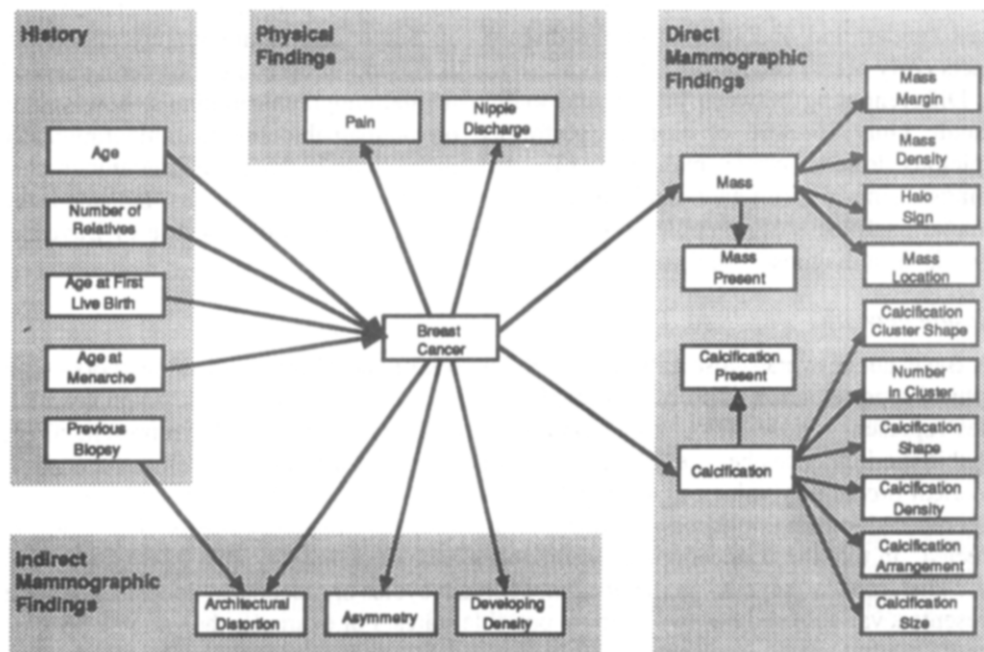 History
Age
Number of
Relatives
Age at First
Live Birth
Age at
Menarche
Previous
Biopsy
Physical
Findings
Pain
Nipple
Discharge
Breast
Cancer
Direct
Mammographic
Findings
Mass
Mass
Present
Mass
Margin
Mass
Density
Halo
Sign
Mass
Location
Calcification
Present
Calcification
Calcification
Cluster Shape
Number
In Cluster
Calcification
Shape
Calcification
Density
Calcification
Arrangement
Calcification
Size
Indirect
Mammographic
Findings
Architectural
Distortion
Asymmetry
Developing
Density